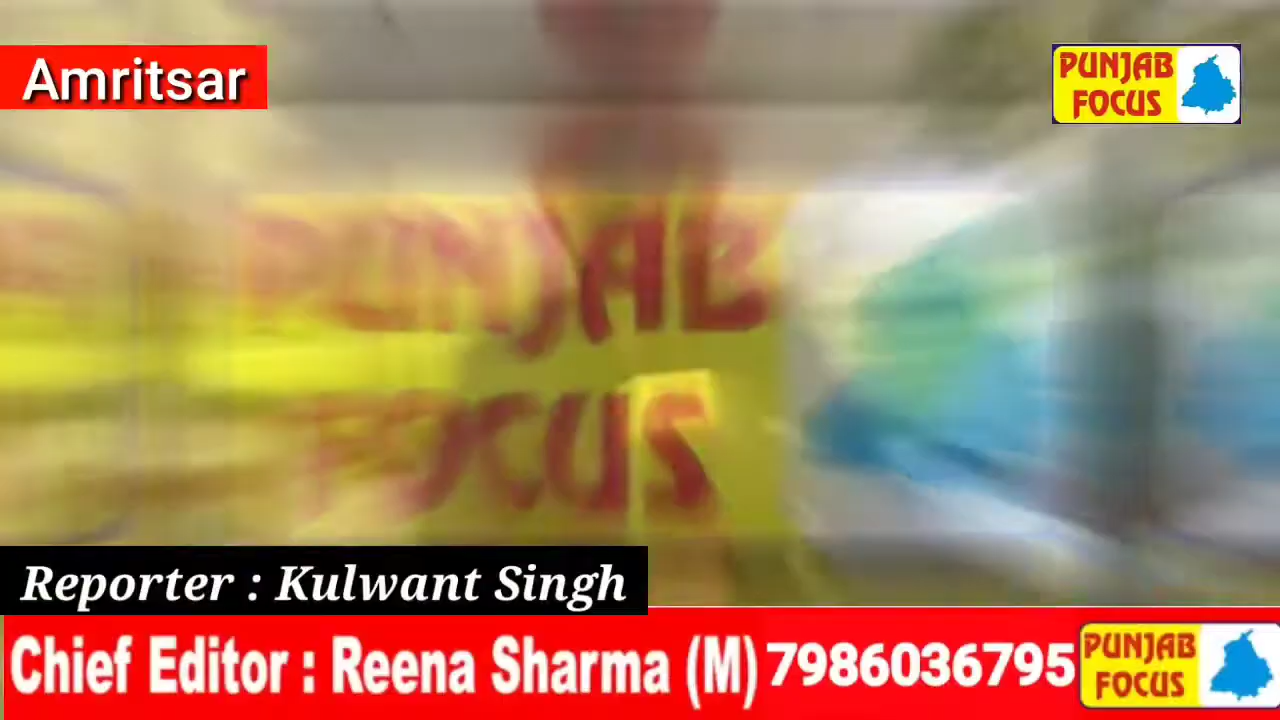 Amritsar
PUNJAB
FOCUS
PUNJAB
FOCUS
Reporter : Kulwant Singh
Chief Editor : Reena Sharma (M) 7986036795
PUNJAB
FOCUS